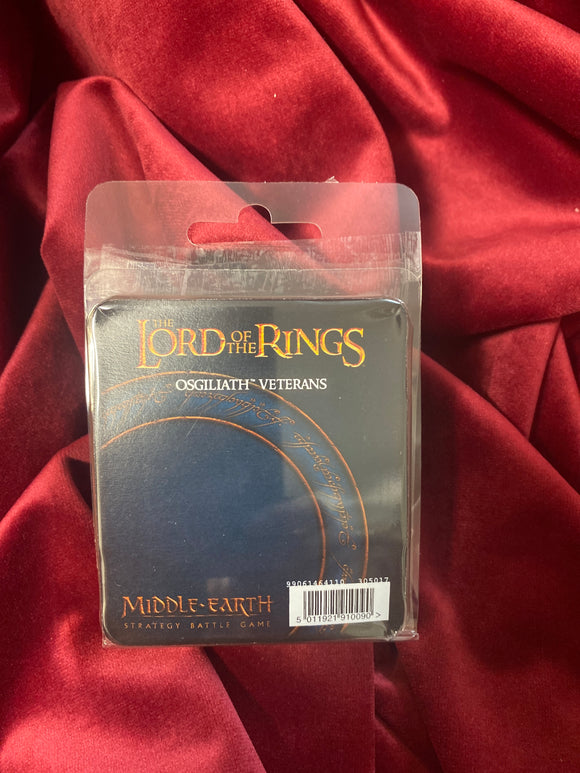 THE
LORD OF THE RINGS
OSGILIATH™ VETERANS
99061464110 305017
5 011921 910090 >
MIDDLE-EARTH
STRATEGY BATTLE GAME